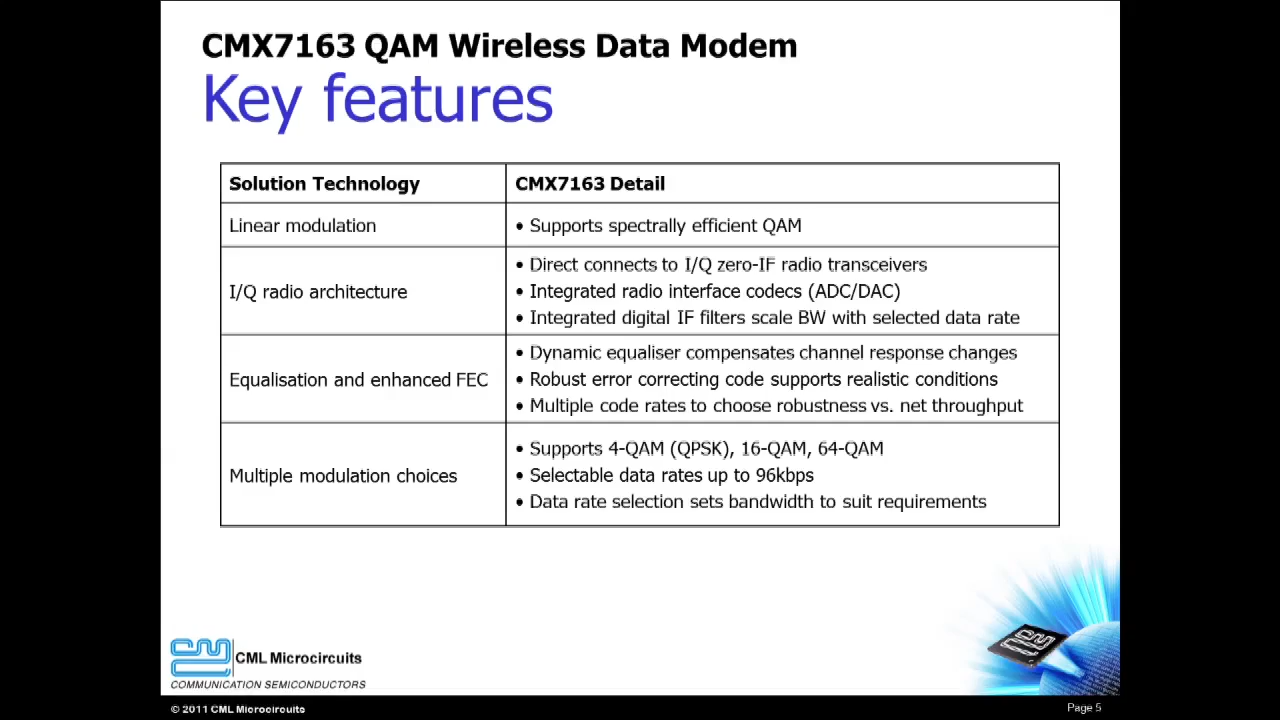 CMX7163 QAM Wireless Data Modem
Key features
Solution Technology
CMX7163 Detail
Linear modulation
• Supports spectrally efficient QAM
I/Q radio architecture
• Direct connects to I/Q zero-IF radio transceivers
• Integrated radio interface codecs (ADC/DAC)
• Integrated digital IF filters scale BW with selected data rate
Equalisation and enhanced FEC
• Dynamic equaliser compensates channel response changes
• Robust error correcting code supports realistic conditions
• Multiple code rates to choose robustness vs. net throughput
Multiple modulation choices
• Supports 4-QAM (QPSK), 16-QAM, 64-QAM
• Selectable data rates up to 96kbps
• Data rate selection sets bandwidth to suit requirements
CML Microcircuits
COMMUNICATION SEMICONDUCTORS
© 2011 CML Microcircuits
Page 5